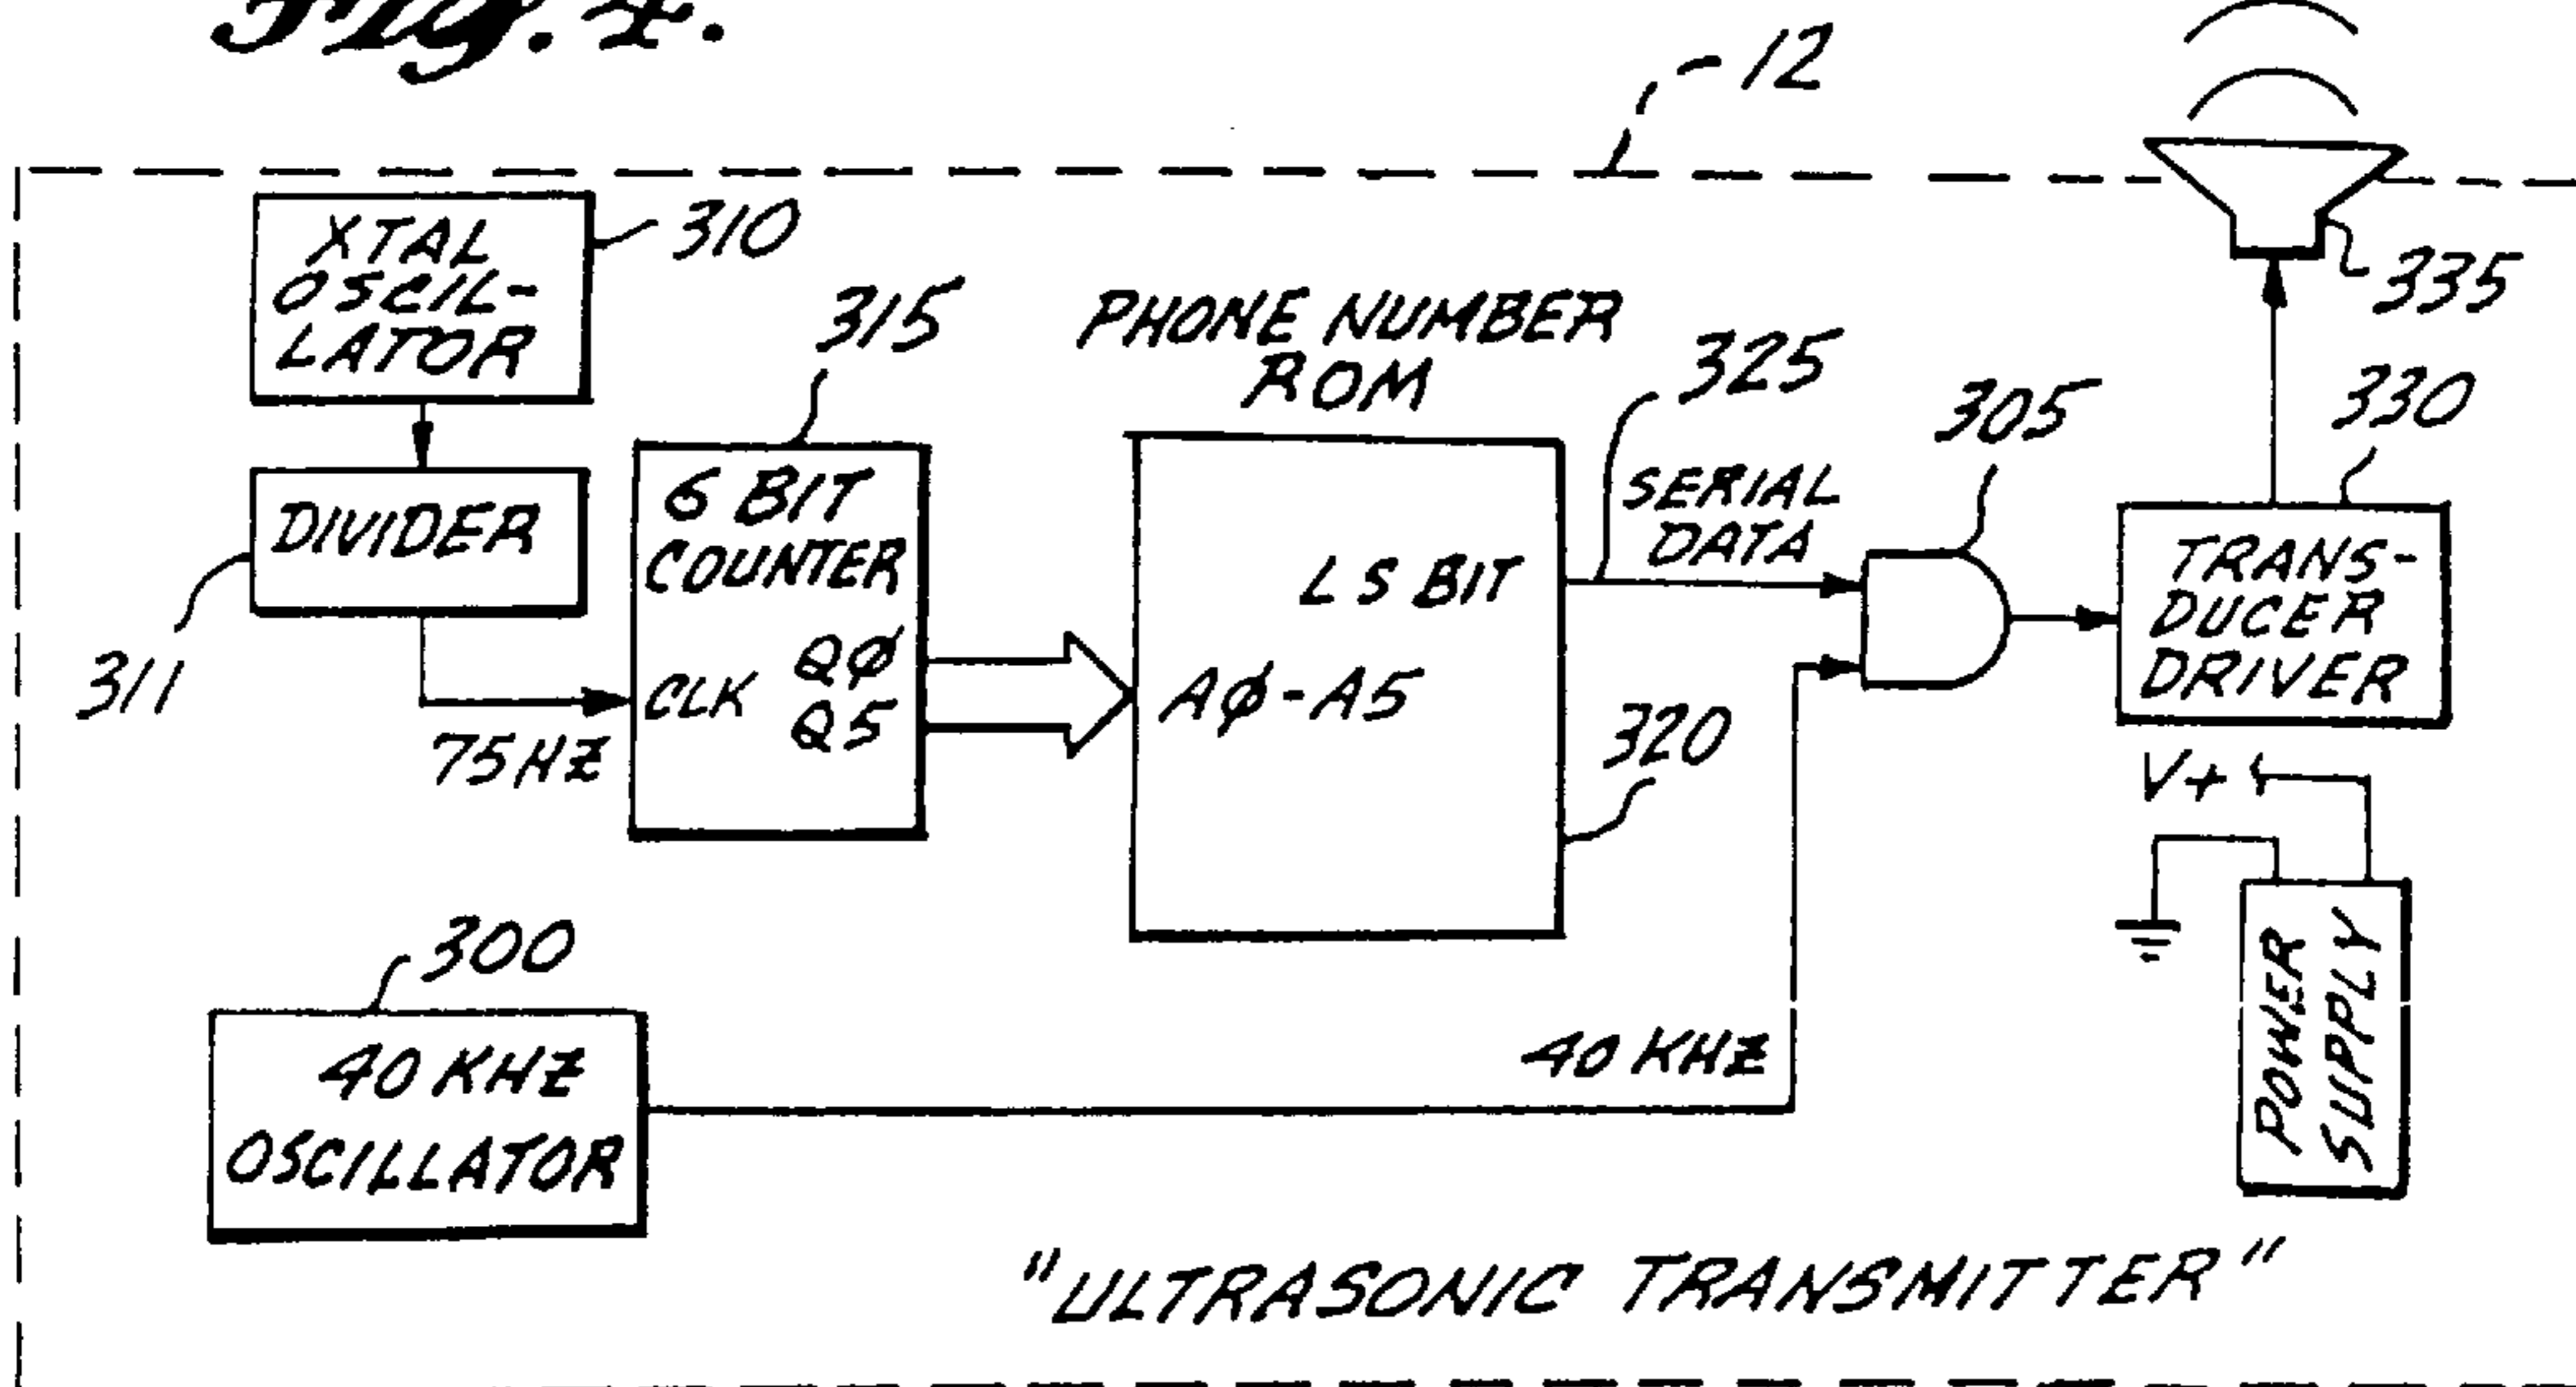 Fig. 4.
12
XTAL
OSCIL-
LATOR
310
335
315
PHONE NUMBER
ROM
325
305
330
DIVIDER
311
6 BIT
COUNTER
CLK
QØ
Q5
75HZ
LS BIT
AØ-A5
320
SERIAL
DATA
TRANS-
DUCER
DRIVER
V+
POWER
SUPPLY
300
40 KHZ
OSCILLATOR
40 KHZ
"ULTRASONIC TRANSMITTER"